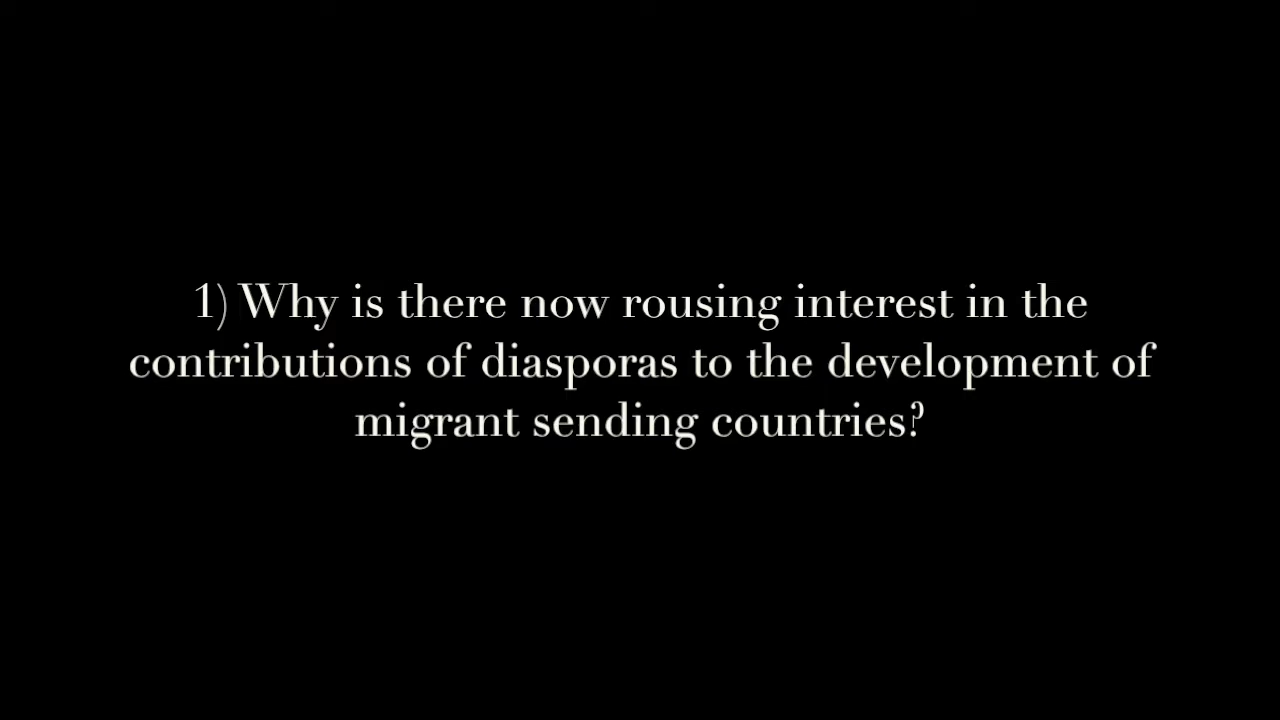 1) Why is there now rousing interest in the
contributions of diasporas to the development of
migrant sending countries?